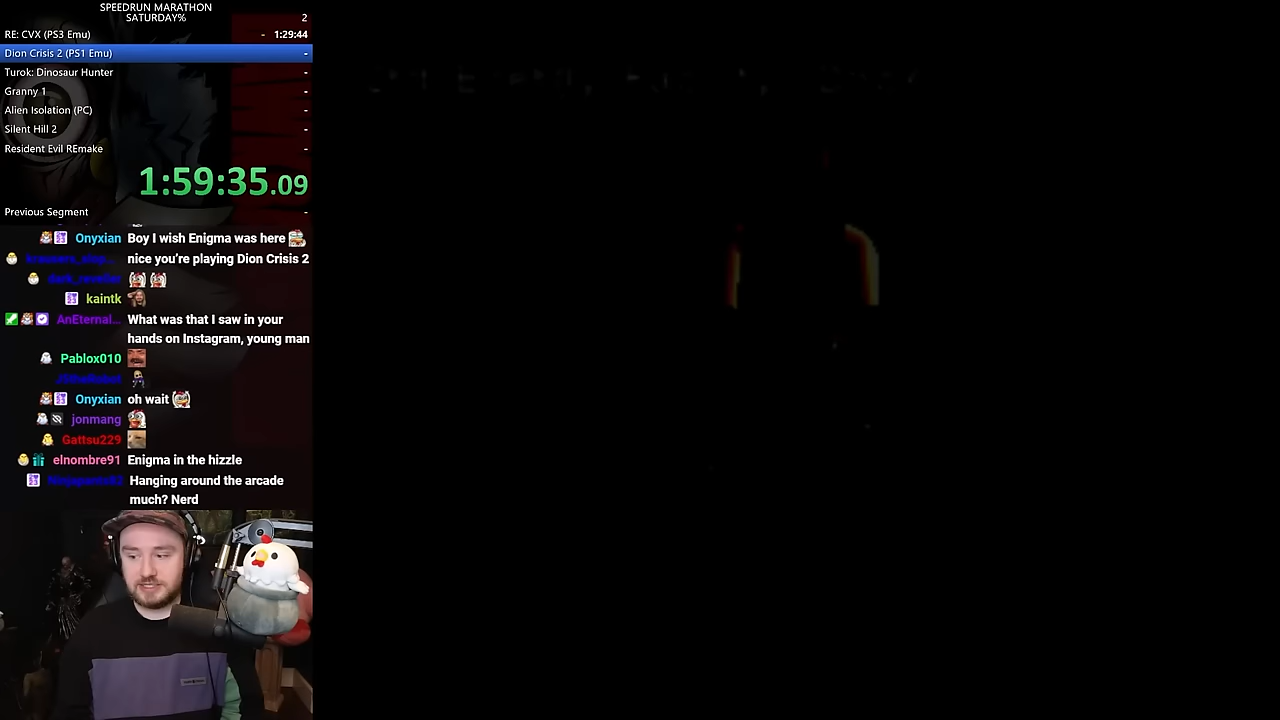 SPEEDRUN MARATHON
SATURDAY%
2
RE: CVX (PS3 Emu) - 1:29:44
Dion Crisis 2 (PS1 Emu) -
Turok: Dinosaur Hunter -
Granny 1 -
Alien Isolation (PC) -
Silent Hill 2 -
Resident Evil REmake -
1:59:35.09
Previous Segment -
Onyxian Boy I wish Enigma was here
nice you're playing Dion Crisis 2
dark_revelier
kaintk
AnEternal... What was that I saw in your
hands on Instagram, young man
Pablox010
Onyxian oh wait
jonmang
Gattsu229
elnombre91 Enigma in the hizzle
Hanging around the arcade
much? Nerd